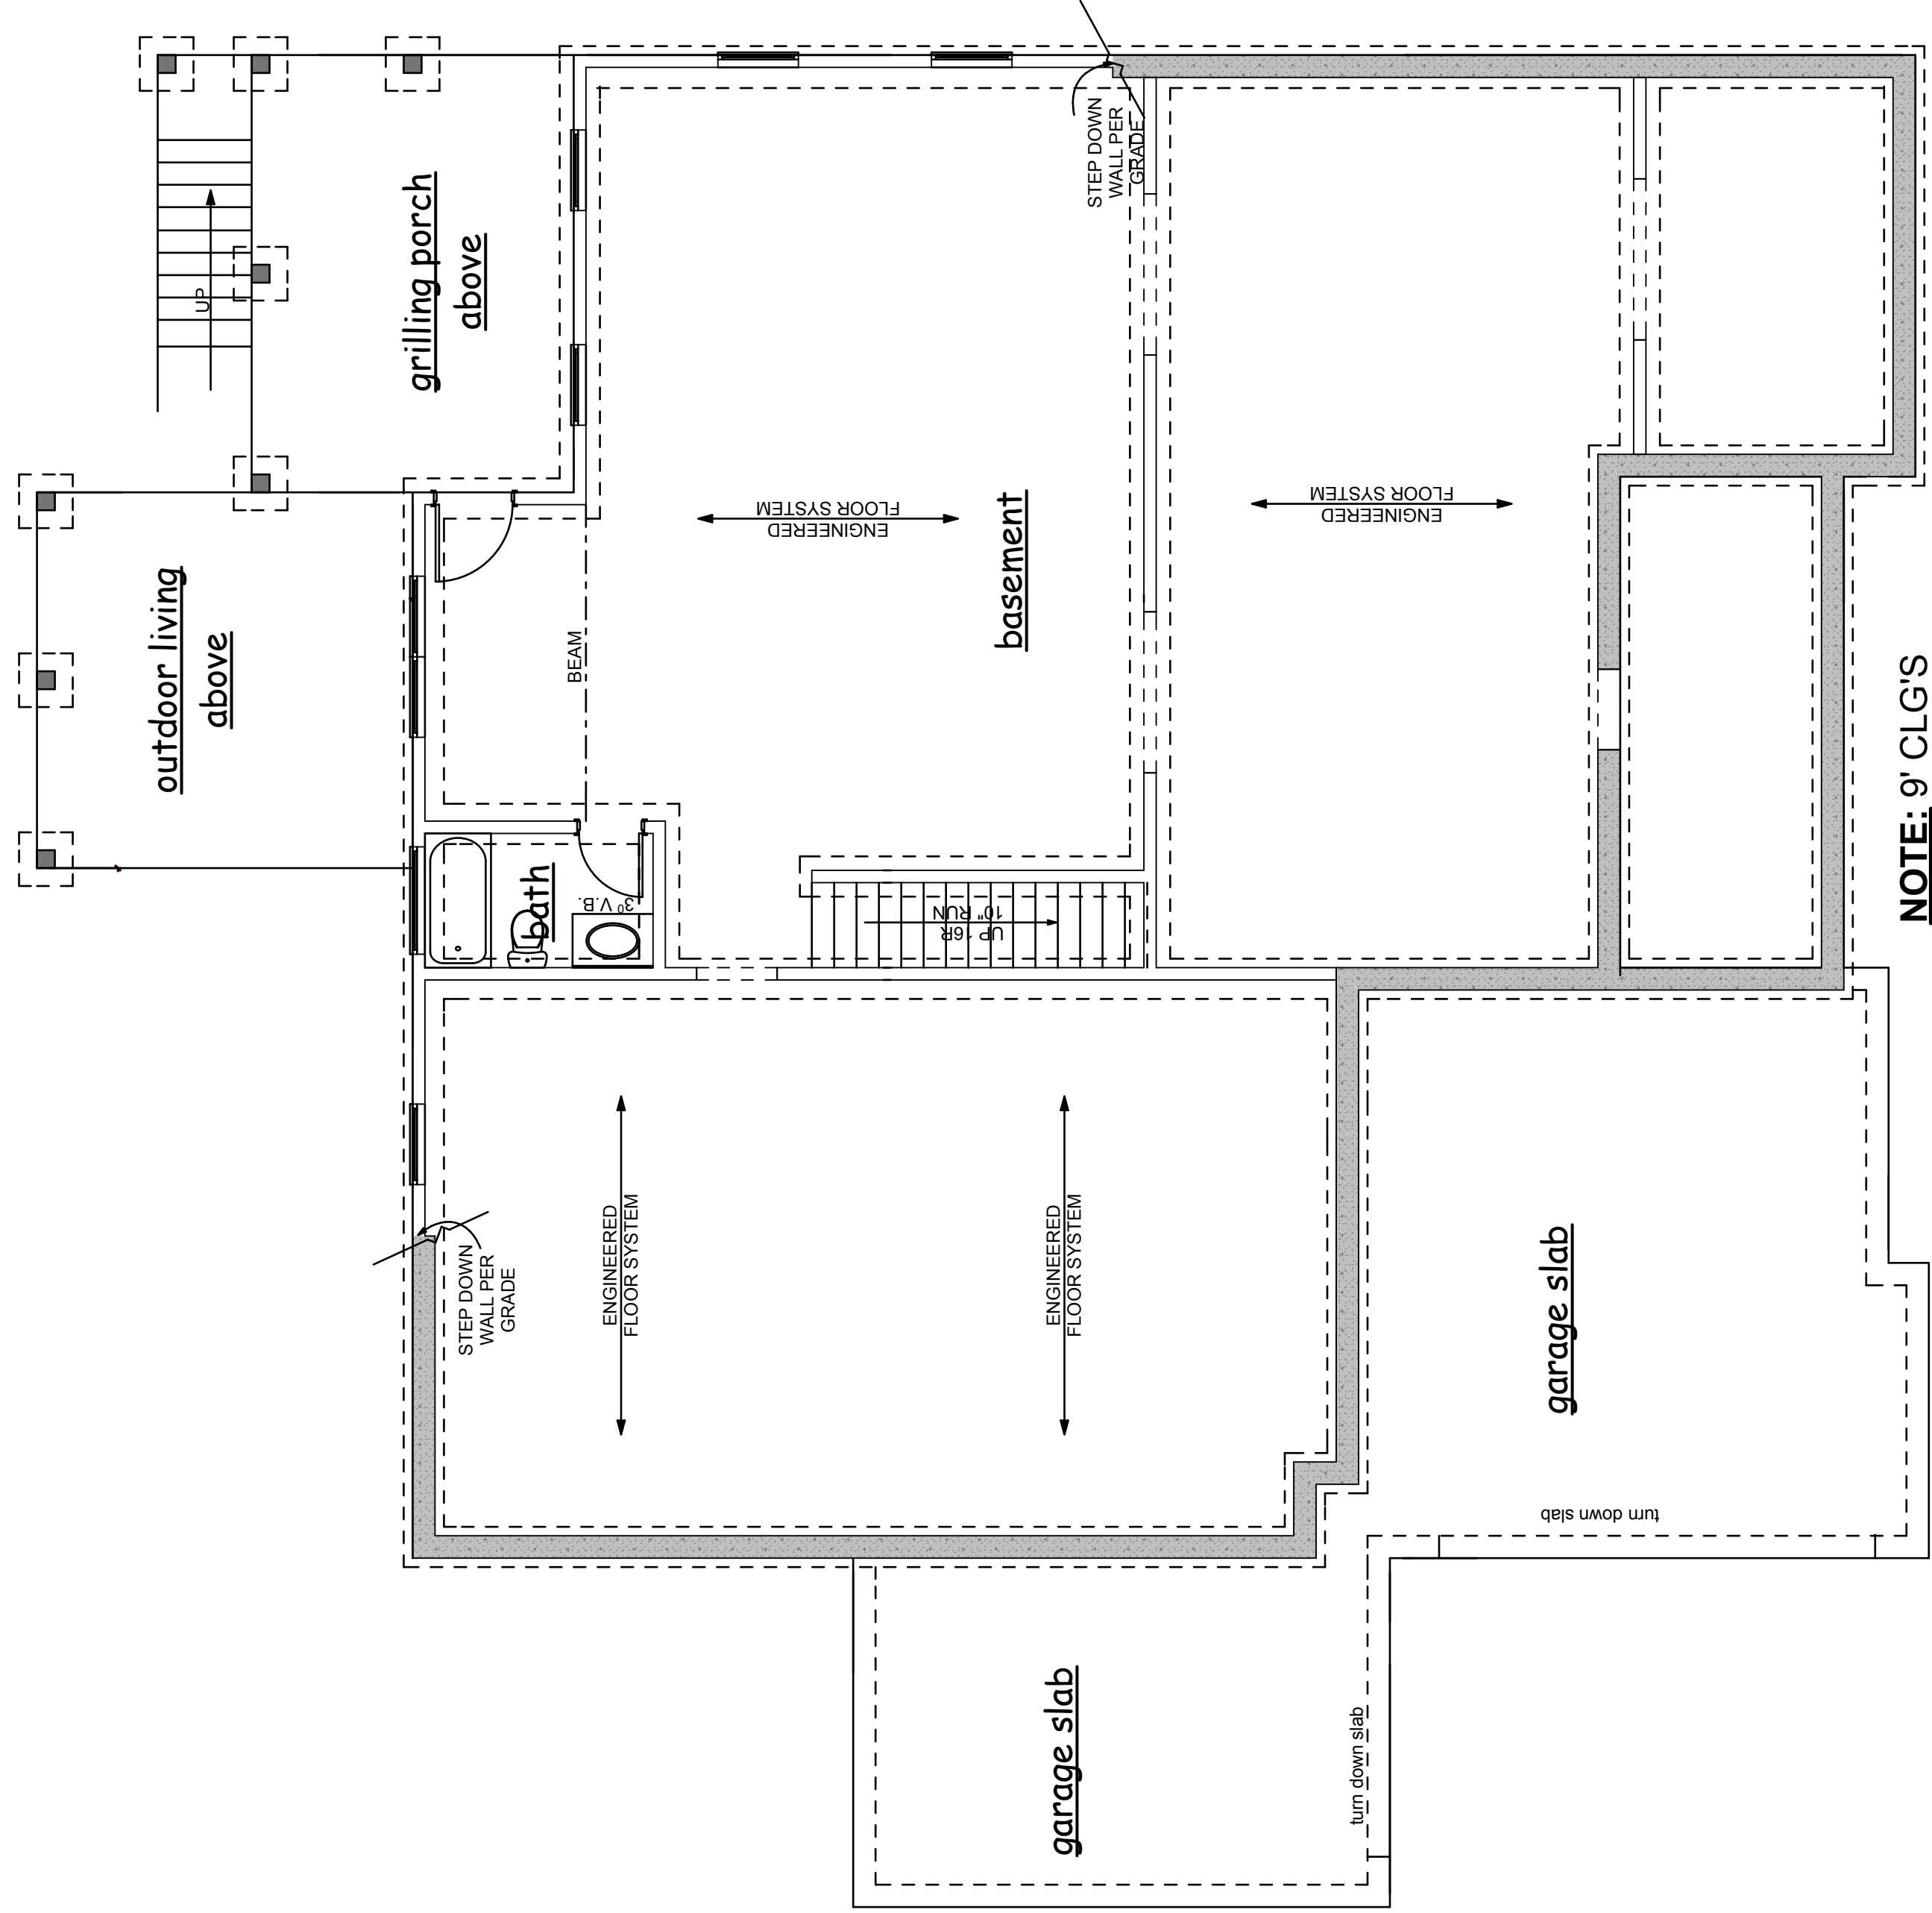 outdoor living
above
grilling porch
above
UP
BEAM
bath
3⁰ V.B.
basement
STEP DOWN
WALL PER
GRADE
ENGINEERED
FLOOR SYSTEM
ENGINEERED
FLOOR SYSTEM
UP 16R
10" RUN
STEP DOWN
WALL PER
GRADE
ENGINEERED
FLOOR SYSTEM
ENGINEERED
FLOOR SYSTEM
garage slab
turn down slab
garage slab
turn down slab
NOTE: 9' CLG'S